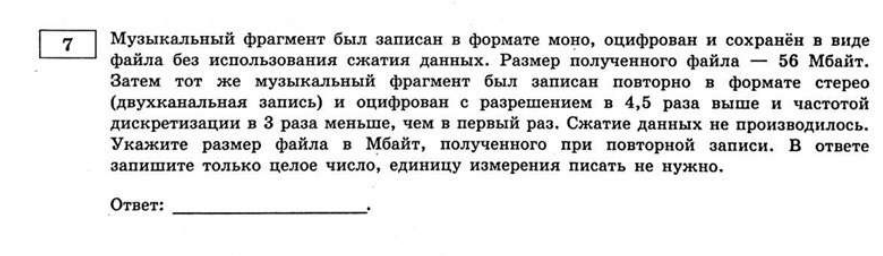 7
Музыкальный фрагмент был записан в формате моно, оцифрован и сохранён в виде
файла без использования сжатия данных. Размер полученного файла — 56 Мбайт.
Затем тот же музыкальный фрагмент был записан повторно в формате стерео
(двухканальная запись) и оцифрован с разрешением в 4,5 раза выше и частотой
дискретизации в 3 раза меньше, чем в первый раз. Сжатие данных не производилось.
Укажите размер файла в Мбайт, полученного при повторной записи. В ответе
запишите только целое число, единицу измерения писать не нужно.
Ответ: ____________________.